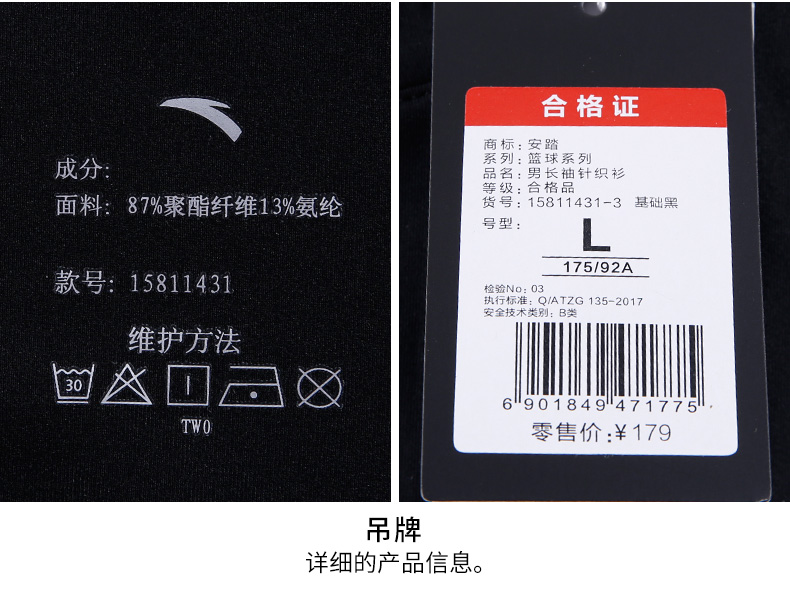 成分:
面料: 87%聚酯纤维13%氨纶
款号: 15811431
维护方法
30
TWO
合格证
商标: 安踏
系列: 篮球系列
品名: 男长袖针织衫
等级: 合格品
货号: 15811431-3 基础黑
号型: L
175/92A
检验No: 03
执行标准: Q/ATZG 135-2017
安全技术类别: B类
6 901849 471775
零售价:¥179
吊牌
详细的产品信息。